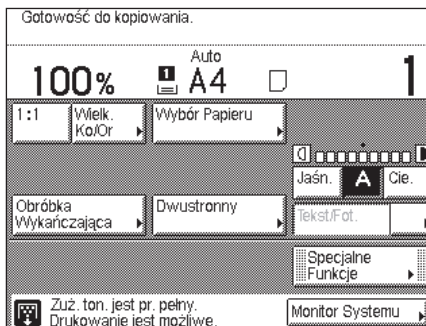 Gotowość do kopiowania.
Auto
100% 1 A4 1
1:1 Wielk. Ko/Or Wybór Papieru
Jaśn. A Cie.
Obróbka Wykańczająca Dwustronny Tekst/Fot.
Specjalne Funkcje
Zuż. ton. jest pr. pełny.
Drukowanie jest możliwe.
Monitor Systemu